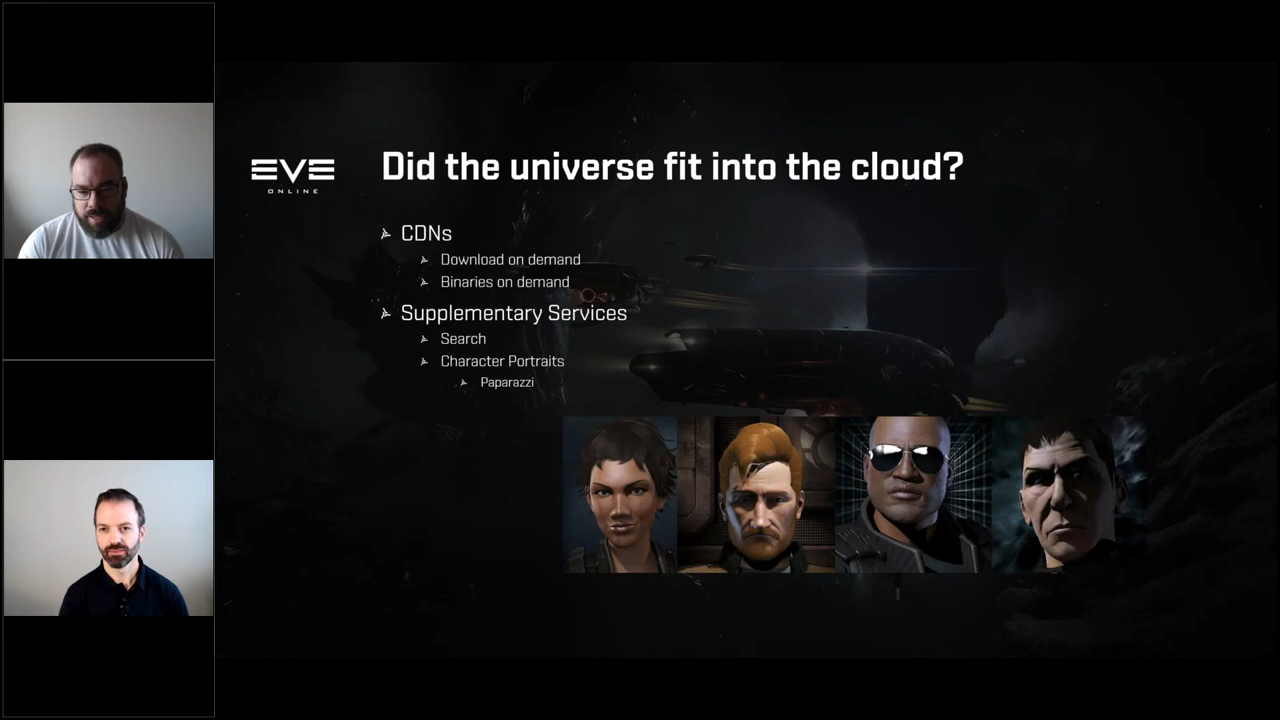 EVE
ONLINE
Did the universe fit into the cloud?
CDNs
Download on demand
Binaries on demand
Supplementary Services
Search
Character Portraits
Paparazzi